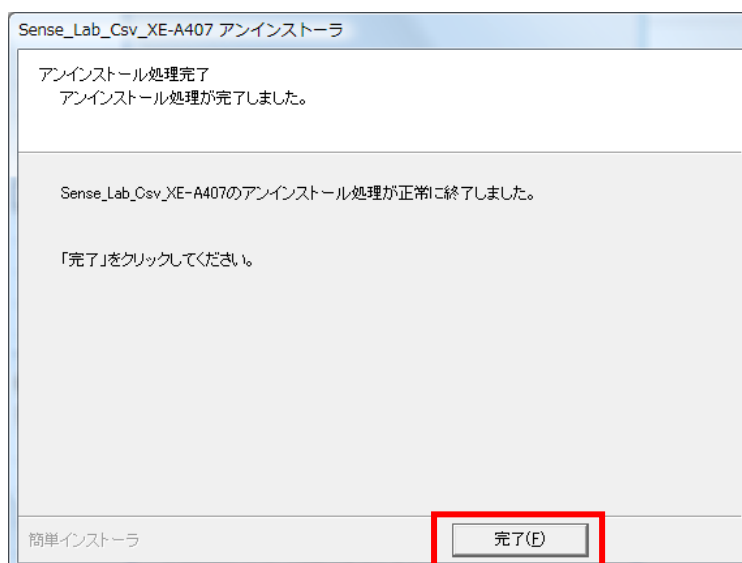 Sense_Lab_Csv_XE-A407 アンインストーラ
アンインストール処理完了
アンインストール処理が完了しました。
Sense_Lab_Csv_XE-A407のアンインストール処理が正常に終了しました。
「完了」をクリックしてください。
簡単インストーラ
完了(F)